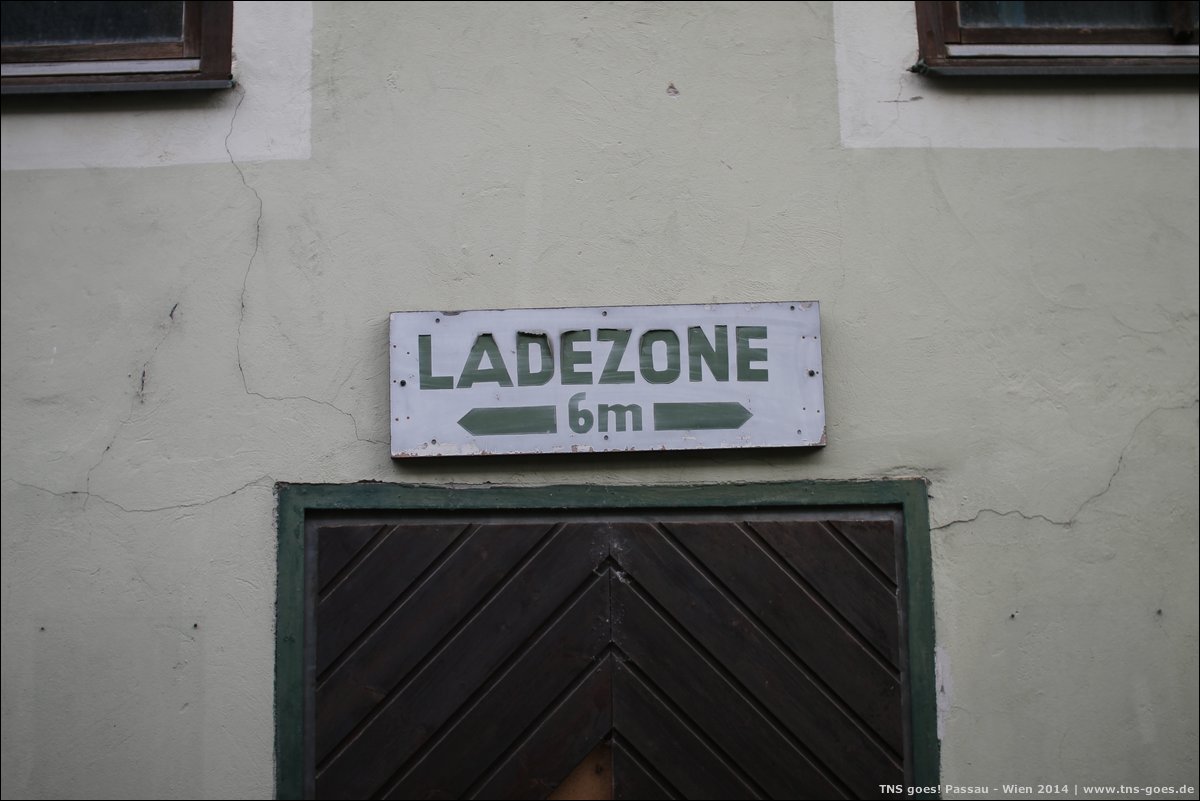 LADEZONE
6m
TNS goes! Passau - Wien 2014 | www.tns-goes.de